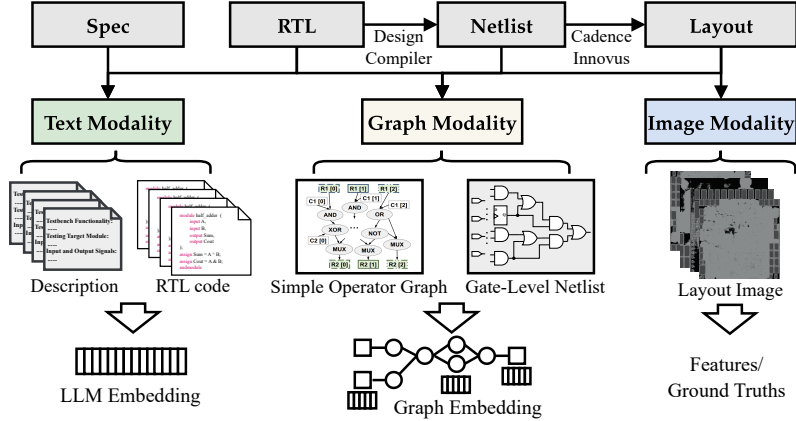 Spec
RTL
Design
Compiler
Netlist
Cadence
Innovus
Layout
Text Modality
Graph Modality
Image Modality
Testbench Functionality:
-----
Testing Target Module:
-----
Input and Output Signals:
-----
module half_adder (
input A,
input B,
output Sum,
output Cout
);
assign Sum = A ^ B;
assign Cout = A & B;
endmodule
R1 [0]
R1 [1]
R1 [2]
C1 [0]
C1 [1]
C1 [2]
AND
AND
OR
XOR
...
NOT
C2 [0]
MUX
MUX
MUX
R2 [0]
R2 [1]
R2 [2]
Description
RTL code
Simple Operator Graph
Gate-Level Netlist
Layout Image
LLM Embedding
Graph Embedding
Features/
Ground Truths